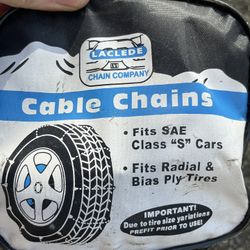 LACLEDE
CHAIN COMPANY
Cable Chains
• Fits SAE
Class "S" Cars
• Fits Radial &
Bias Ply Tires
IMPORTANT!
Due to tire size variations
PREFIT PRIOR TO USE!